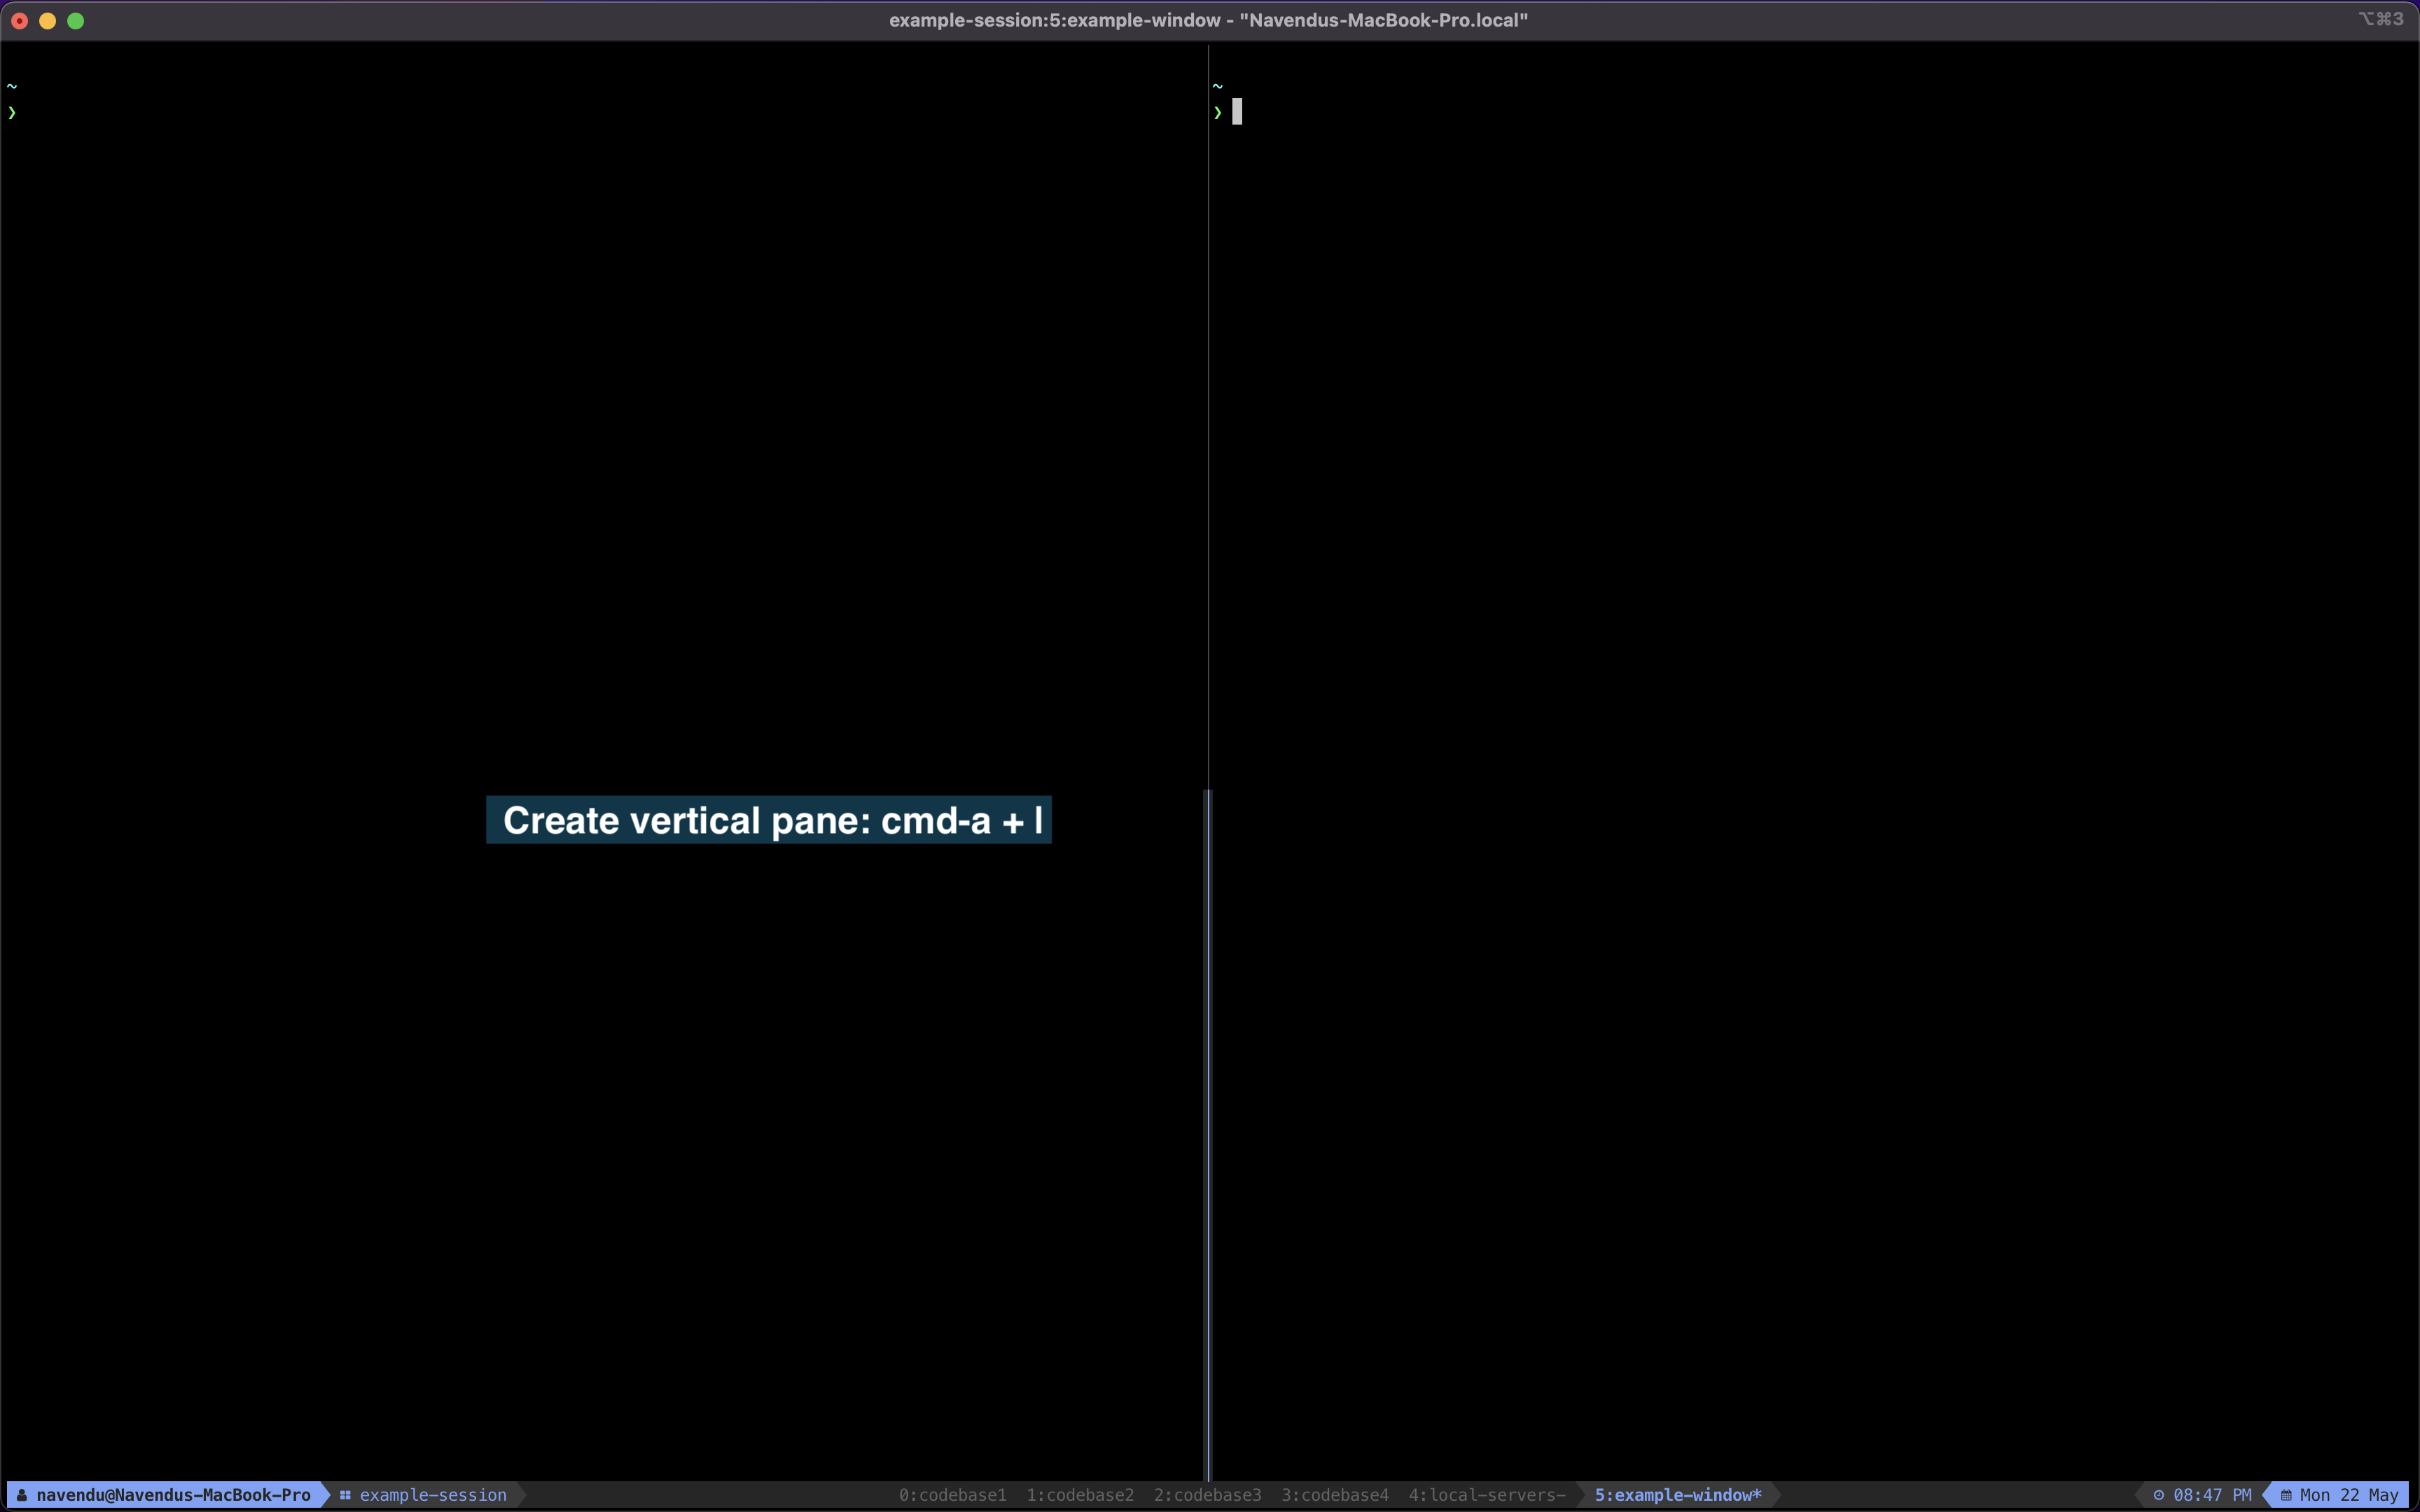 example-session:5:example-window - "Navendus-MacBook-Pro.local"
⌥⌘3
~
❯
~
❯
Create vertical pane: cmd-a + l
navendu@Navendus-MacBook-Pro example-session 0:codebase1 1:codebase2 2:codebase3 3:codebase4 4:local-servers- 5:example-window* 08:47 PM Mon 22 May